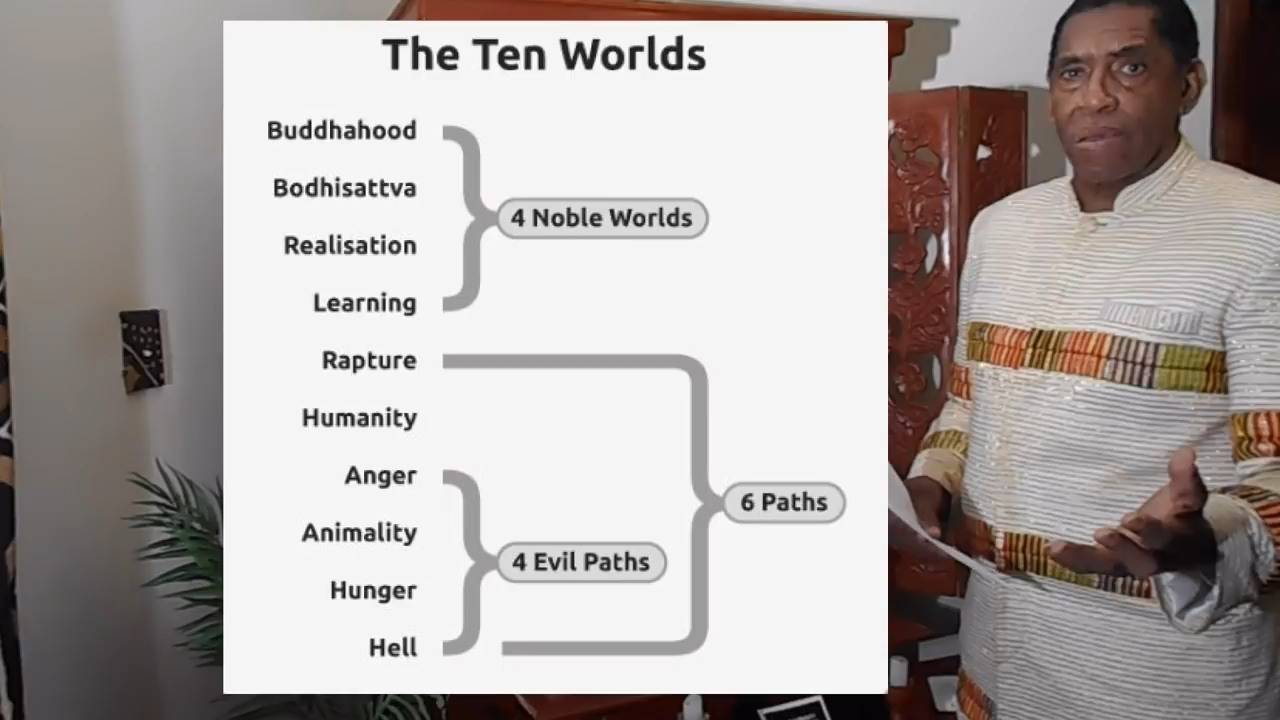 The Ten Worlds
Buddhahood
Bodhisattva
4 Noble Worlds
Realisation
Learning
Rapture
Humanity
Anger
6 Paths
Animality
4 Evil Paths
Hunger
Hell